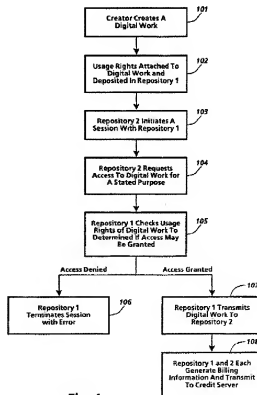 101
Creator Creates A
Digital Work
102
Usage Rights Attached To
Digital Work and
Deposited In Repository 1
103
Repository 2 Initiates A
Session With Repository 1
104
Repository 2 Requests
Access To Digital Work for
A Stated Purpose
105
Repository 1 Checks Usage
Rights of Digital Work To
Determined If Access May
Be Granted
Access Denied
Access Granted
106
Repository 1
Terminates Session
with Error
107
Repository 1 Transmits
Digital Work To
Repository 2
108
Repository 1 and 2 Each
Generate Billing
Information And Transmit
To Credit Server